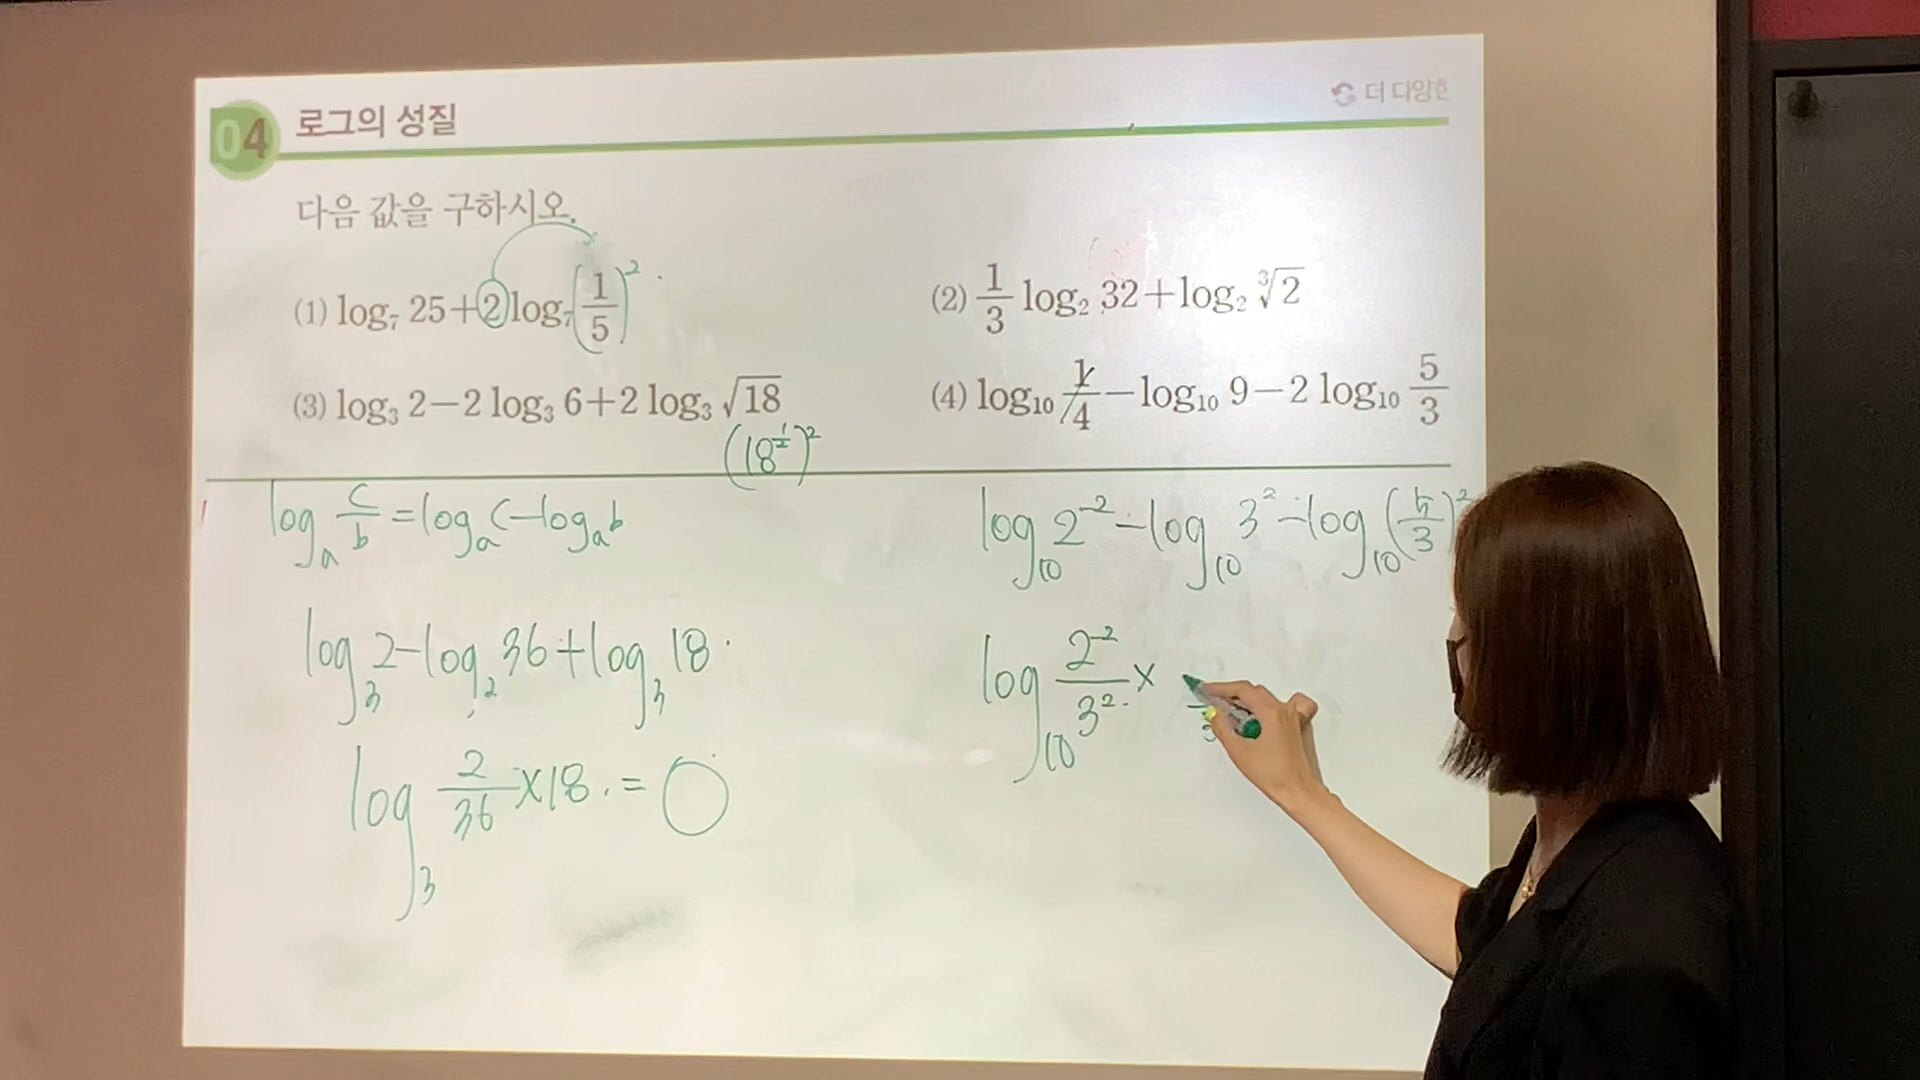 04 로그의 성질
더 다양한
다음 값을 구하시오.
(1) log₇ 25+2log₇(1/5)²
(2) 1/3 log₂ 32+log₂ ∛2
(3) log₃ 2−2 log₃ 6+2 log₃ √18
(18^½)²
(4) log₁₀ 1/4−log₁₀ 9−2 log₁₀ 5/3
logₐ c/b = logₐ c−logₐ b
log₁₀ 2⁻²−log₁₀ 3²−log₁₀ (5/3)²
log₃ 2−log₂ 36+log₃ 18
log₁₀ 2⁻²/3² ×
log₃ 2/36 ×18 = 0